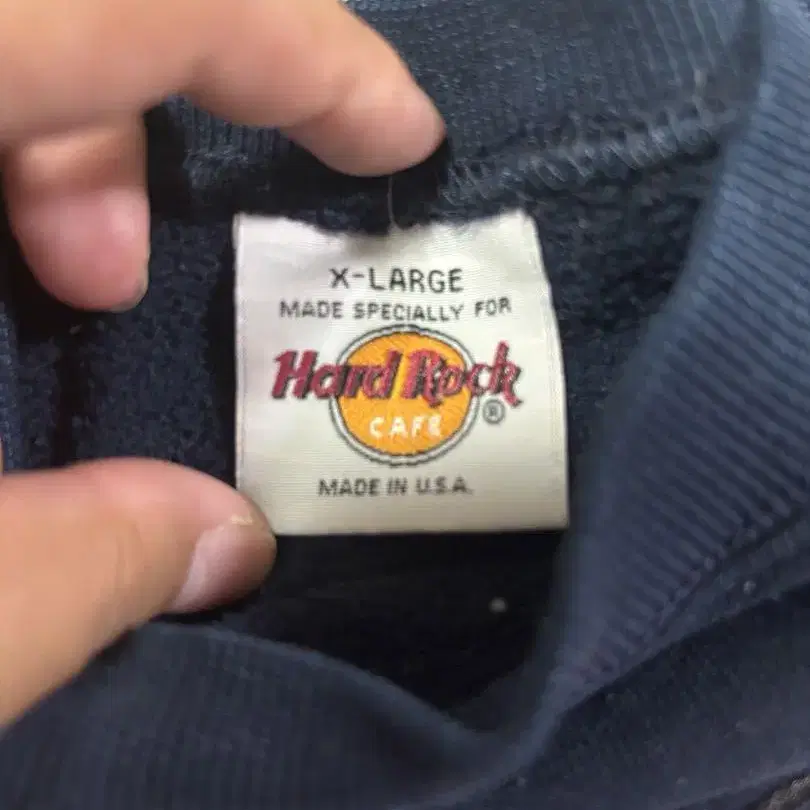 X-LARGE
MADE SPECIALLY FOR
Hard Rock
CAFE ®
MADE IN U.S.A.